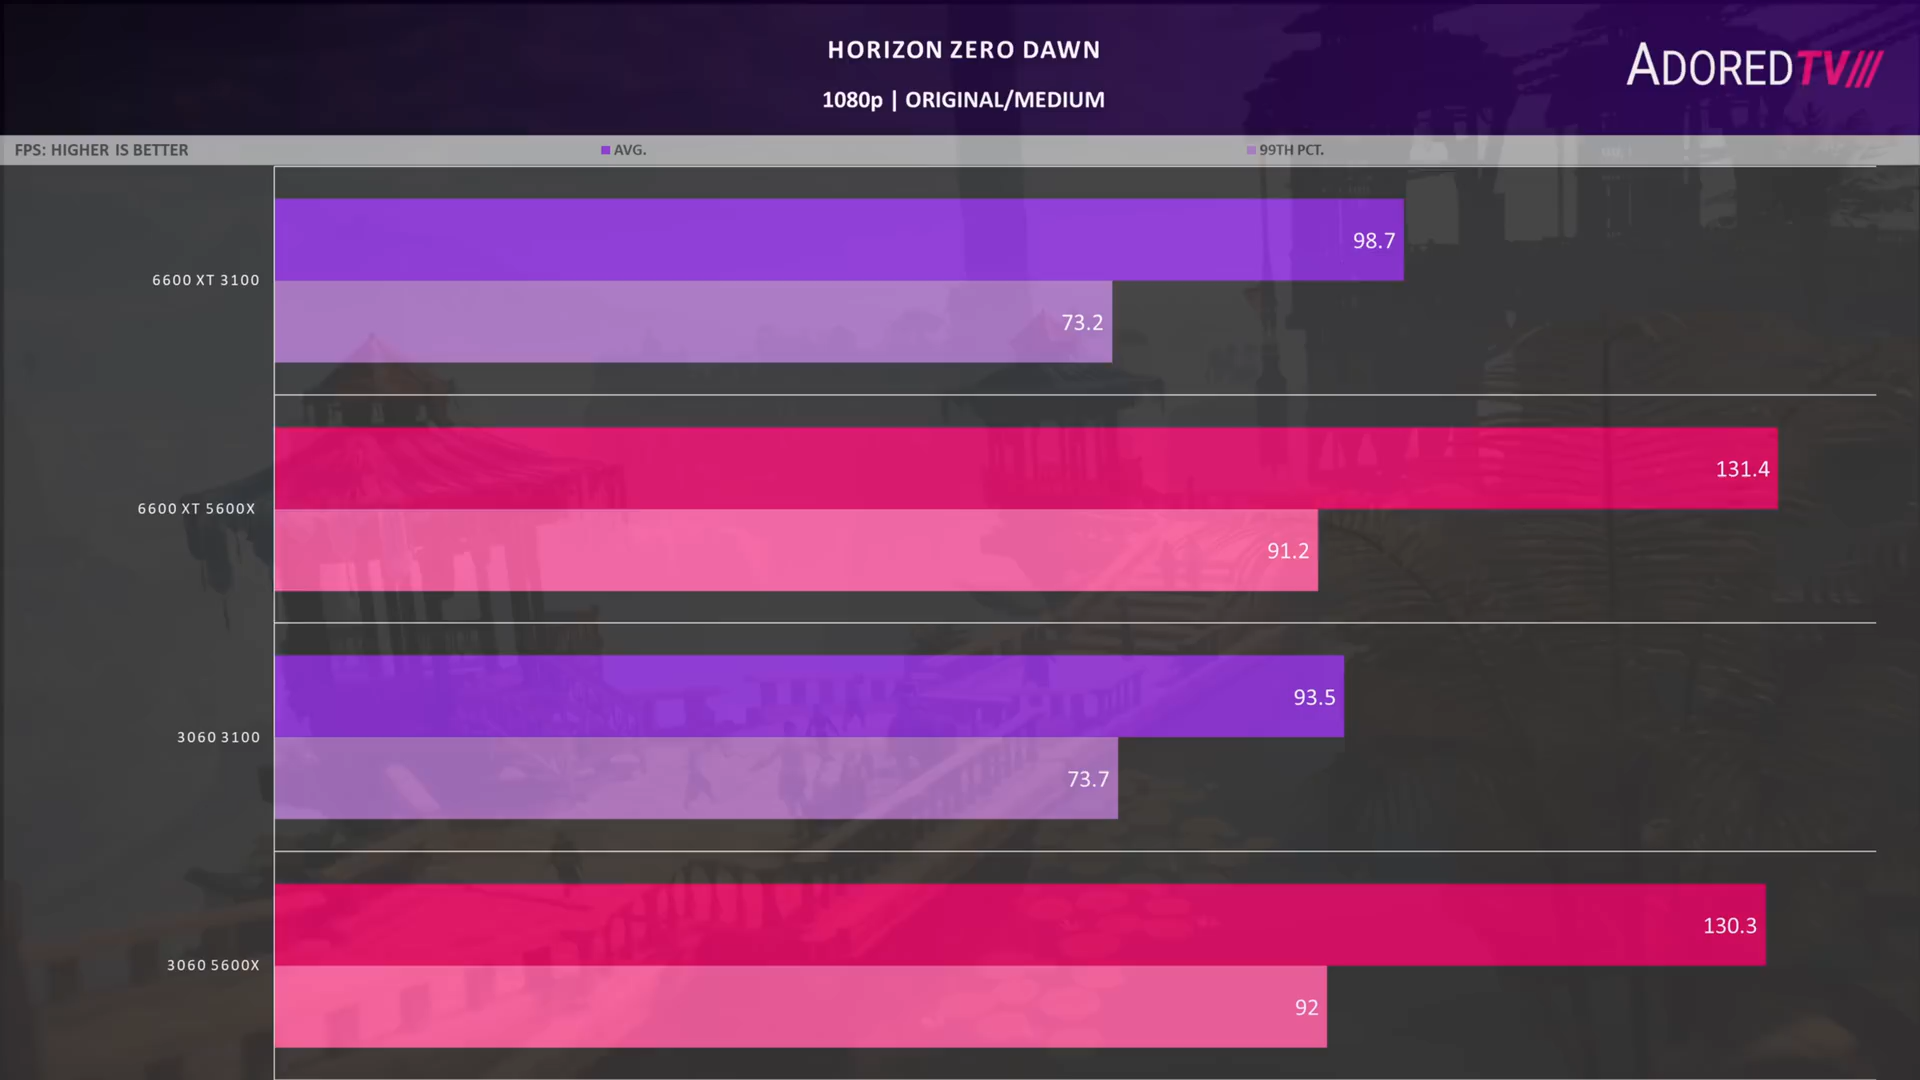 HORIZON ZERO DAWN
1080p | ORIGINAL/MEDIUM
ADOREDTV///
FPS: HIGHER IS BETTER
AVG.
99TH PCT.
6600 XT 3100
98.7
73.2
6600 XT 5600X
131.4
91.2
3060 3100
93.5
73.7
3060 5600X
130.3
92